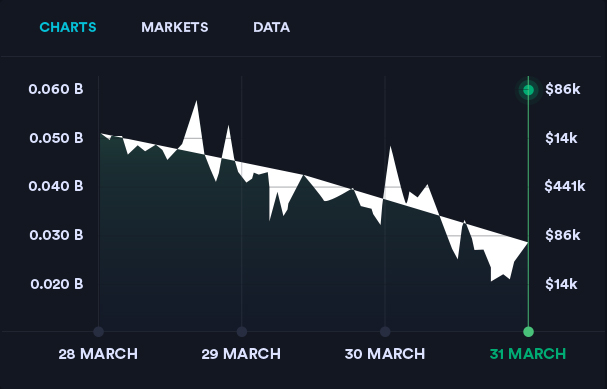 CHARTS MARKETS DATA
0.060 B $86k
0.050 B $14k
0.040 B $441k
0.030 B $86k
0.020 B $14k
28 MARCH 29 MARCH 30 MARCH 31 MARCH